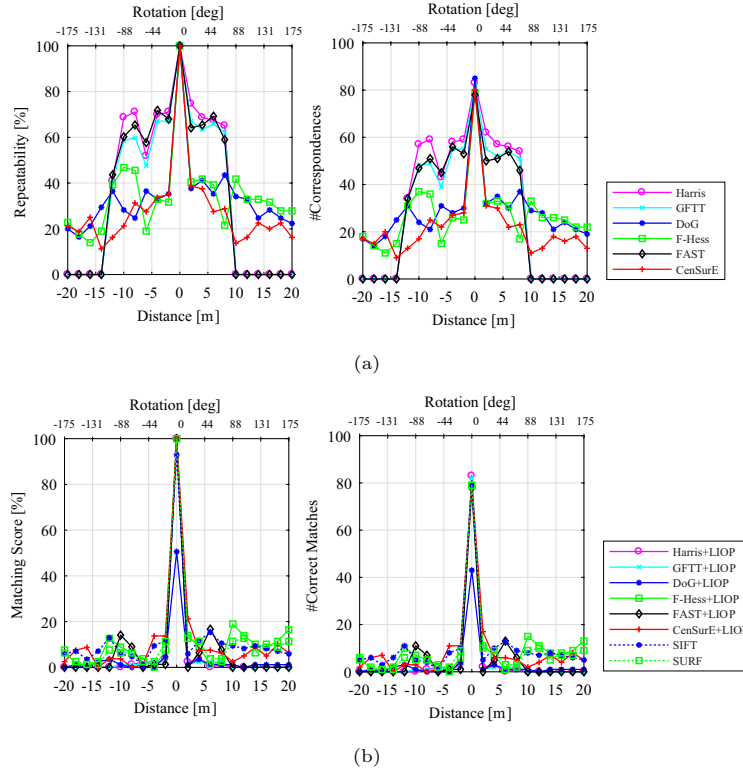 Rotation [deg]
-175 -131 -88 -44 0 44 88 131 175
100
80
60
40
20
0
Repeatability [%]
-20 -15 -10 -5 0 5 10 15 20
Distance [m]
Rotation [deg]
-175 -131 -88 -44 0 44 88 131 175
100
80
60
40
20
0
#Correspondences
-20 -15 -10 -5 0 5 10 15 20
Distance [m]
Harris
GFTT
DoG
F-Hess
FAST
CenSurE
(a)
Rotation [deg]
-175 -131 -88 -44 0 44 88 131 175
100
80
60
40
20
0
Matching Score [%]
-20 -15 -10 -5 0 5 10 15 20
Distance [m]
Rotation [deg]
-175 -131 -88 -44 0 44 88 131 175
100
80
60
40
20
0
#Correct Matches
-20 -15 -10 -5 0 5 10 15 20
Distance [m]
Harris+LIOP
GFTT+LIOP
DoG+LIOP
F-Hess+LIOP
FAST+LIOP
CenSurE+LIOP
SIFT
SURF
(b)